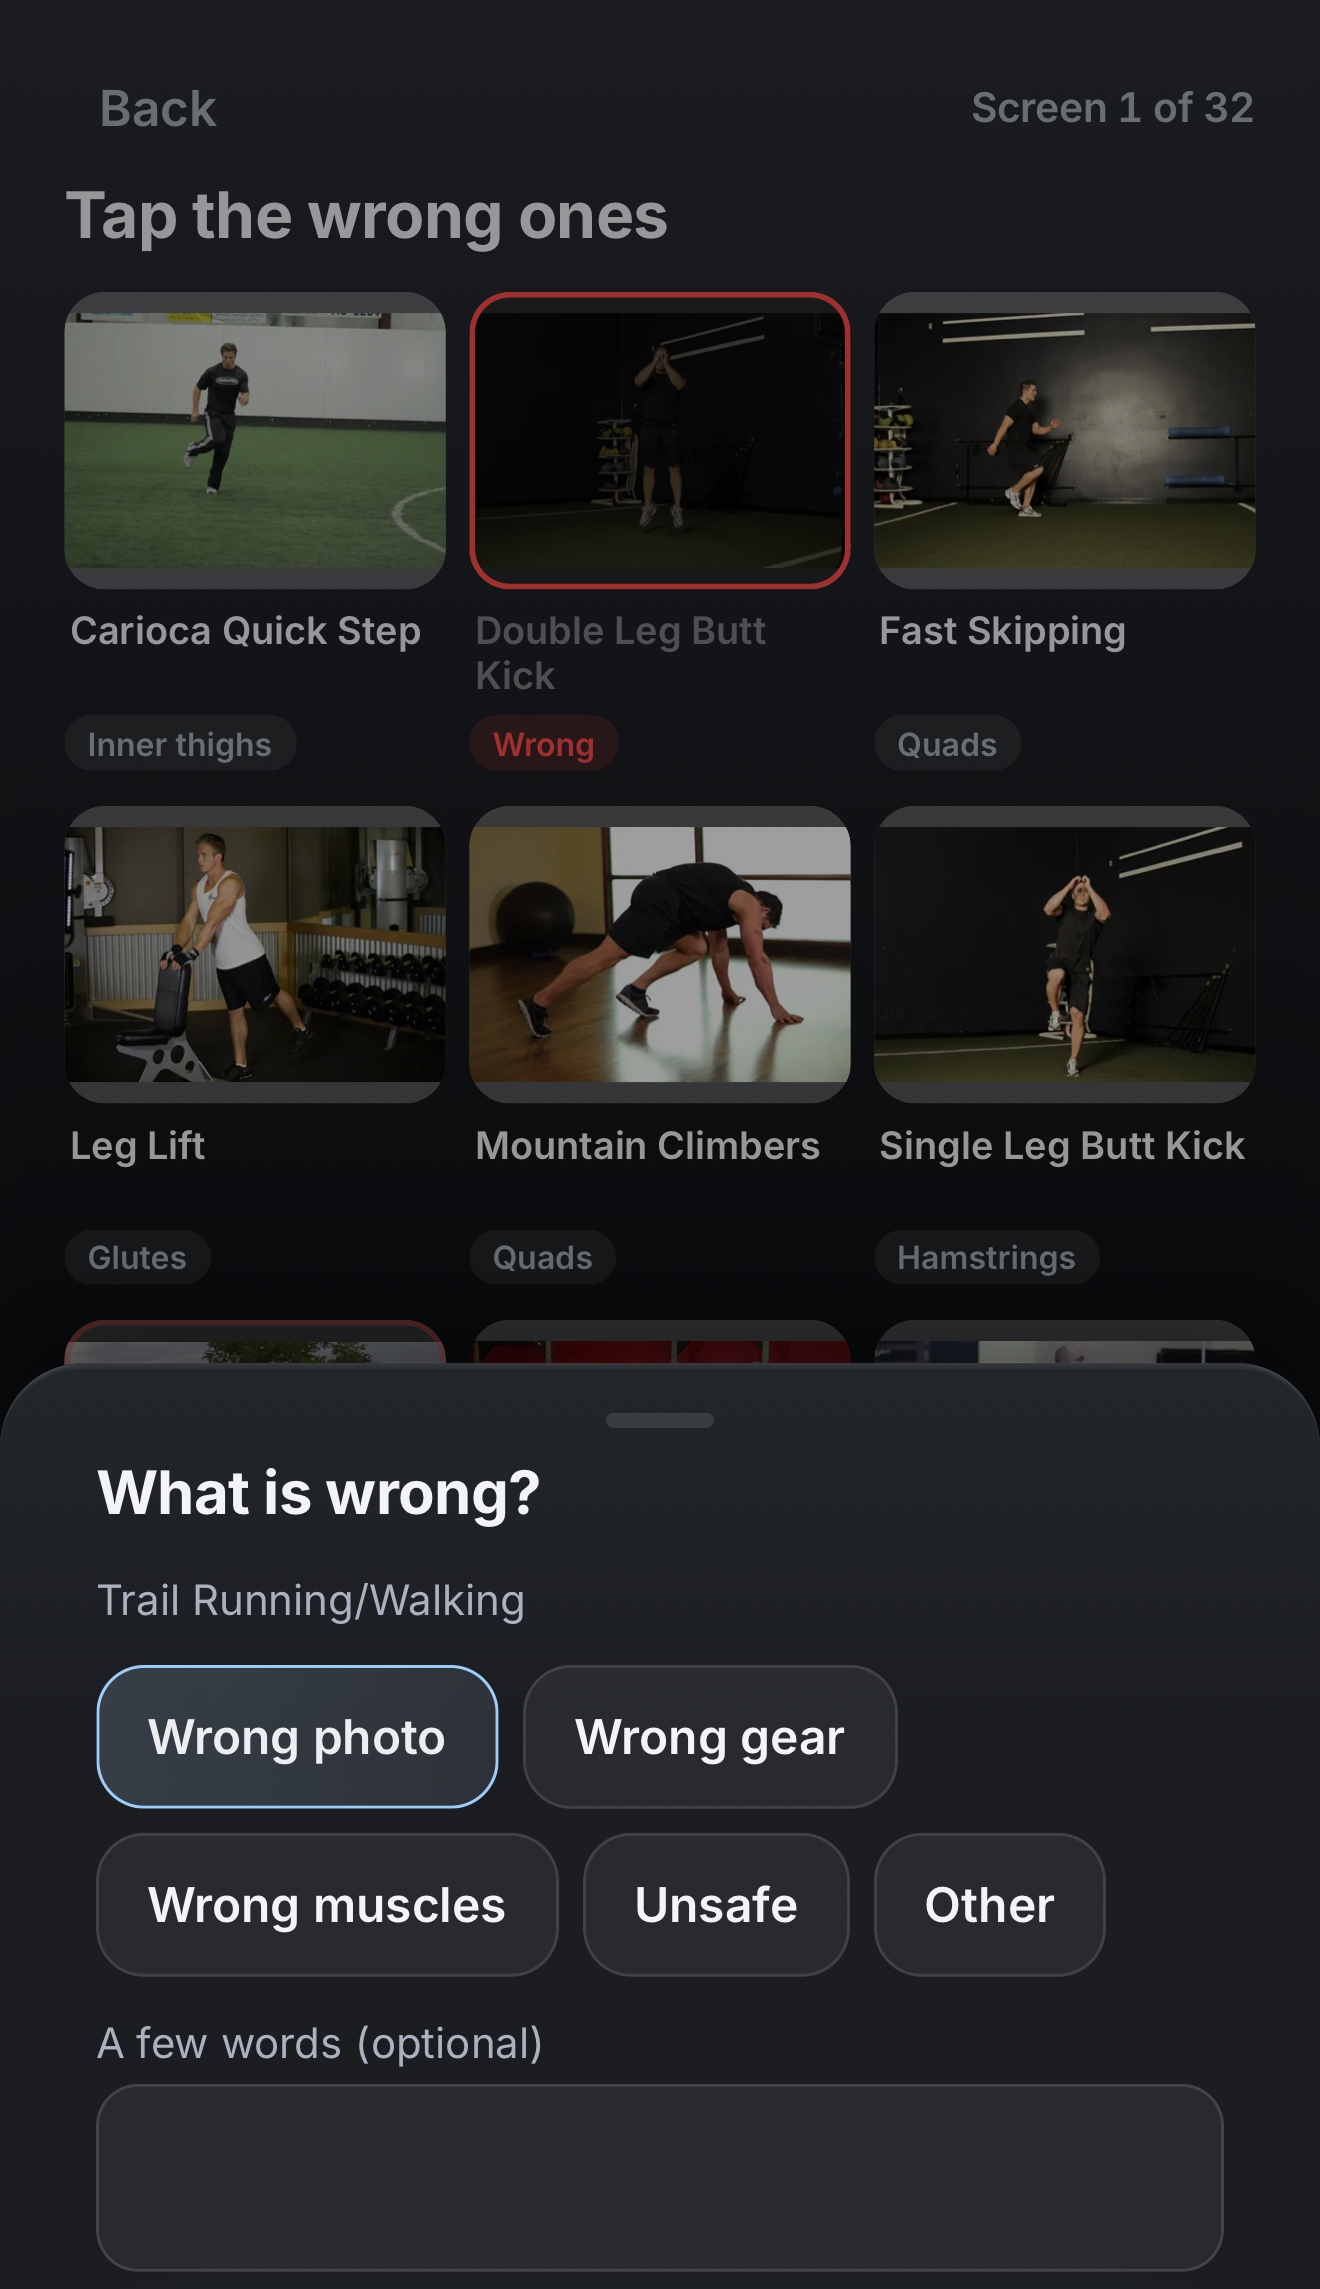 Back
Screen 1 of 32
Tap the wrong ones
Carioca Quick Step
Double Leg Butt
Kick
Fast Skipping
Inner thighs
Wrong
Quads
Leg Lift
Mountain Climbers
Single Leg Butt Kick
Glutes
Quads
Hamstrings
What is wrong?
Trail Running/Walking
Wrong photo
Wrong gear
Wrong muscles
Unsafe
Other
A few words (optional)